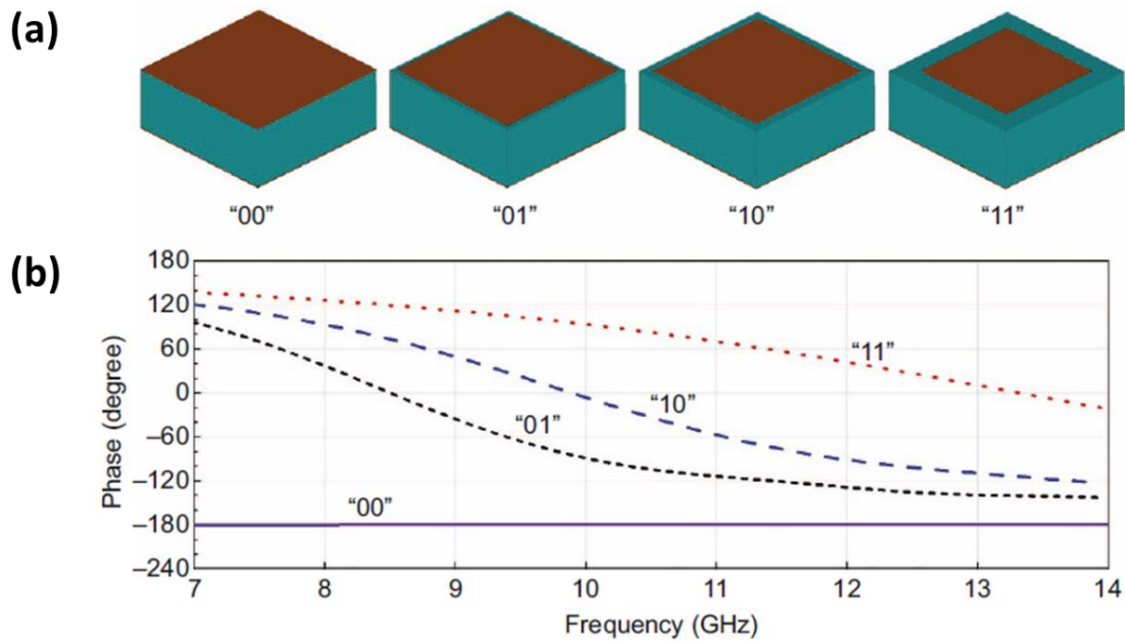 (a)
“00” “01” “10” “11”
(b)
Phase (degree)
180
120
60
0
–60
–120
–180
–240
“11”
“10”
“01”
“00”
7 8 9 10 11 12 13 14
Frequency (GHz)